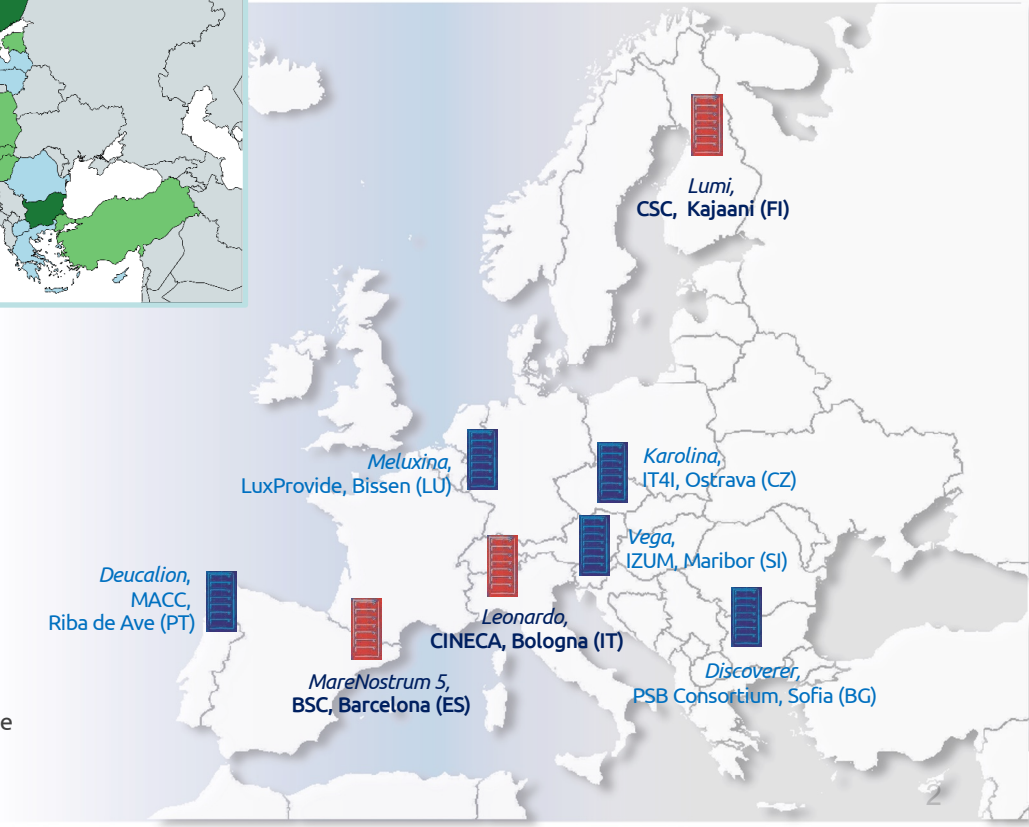 Lumi,
CSC, Kajaani (FI)
Meluxina,
LuxProvide, Bissen (LU)
Karolina,
IT4I, Ostrava (CZ)
Vega,
IZUM, Maribor (SI)
Deucalion,
MACC,
Riba de Ave (PT)
Leonardo,
CINECA, Bologna (IT)
MareNostrum 5,
BSC, Barcelona (ES)
Discoverer,
PSB Consortium, Sofia (BG)
e
2